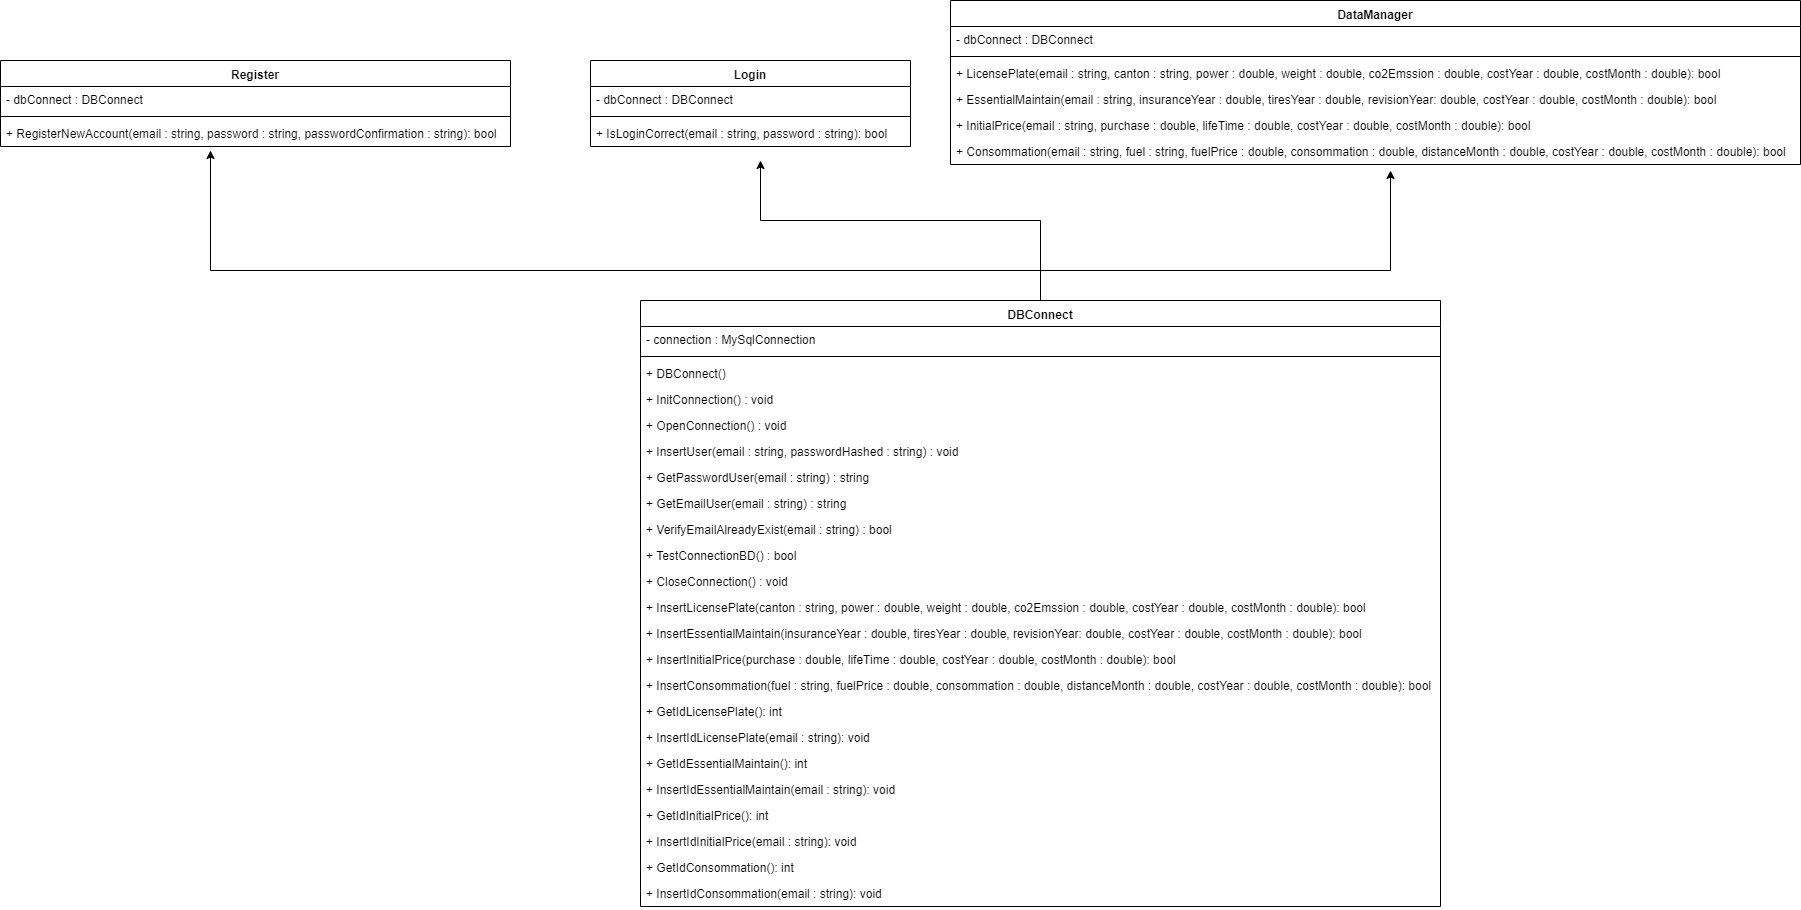 Register
- dbConnect : DBConnect
+ RegisterNewAccount(email : string, password : string, passwordConfirmation : string): bool
Login
- dbConnect : DBConnect
+ IsLoginCorrect(email : string, password : string): bool
DataManager
- dbConnect : DBConnect
+ LicensePlate(email : string, canton : string, power : double, weight : double, co2Emssion : double, costYear : double, costMonth : double): bool
+ EssentialMaintain(email : string, insuranceYear : double, tiresYear : double, revisionYear: double, costYear : double, costMonth : double): bool
+ InitialPrice(email : string, purchase : double, lifeTime : double, costYear : double, costMonth : double): bool
+ Consommation(email : string, fuel : string, fuelPrice : double, consommation : double, distanceMonth : double, costYear : double, costMonth : double): bool
DBConnect
- connection : MySqlConnection
+ DBConnect()
+ InitConnection() : void
+ OpenConnection() : void
+ InsertUser(email : string, passwordHashed : string) : void
+ GetPasswordUser(email : string) : string
+ GetEmailUser(email : string) : string
+ VerifyEmailAlreadyExist(email : string) : bool
+ TestConnectionBD() : bool
+ CloseConnection() : void
+ InsertLicensePlate(canton : string, power : double, weight : double, co2Emssion : double, costYear : double, costMonth : double): bool
+ InsertEssentialMaintain(insuranceYear : double, tiresYear : double, revisionYear: double, costYear : double, costMonth : double): bool
+ InsertInitialPrice(purchase : double, lifeTime : double, costYear : double, costMonth : double): bool
+ InsertConsommation(fuel : string, fuelPrice : double, consommation : double, distanceMonth : double, costYear : double, costMonth : double): bool
+ GetIdLicensePlate(): int
+ InsertIdLicensePlate(email : string): void
+ GetIdEssentialMaintain(): int
+ InsertIdEssentialMaintain(email : string): void
+ GetIdInitialPrice(): int
+ InsertIdInitialPrice(email : string): void
+ GetIdConsommation(): int
+ InsertIdConsommation(email : string): void